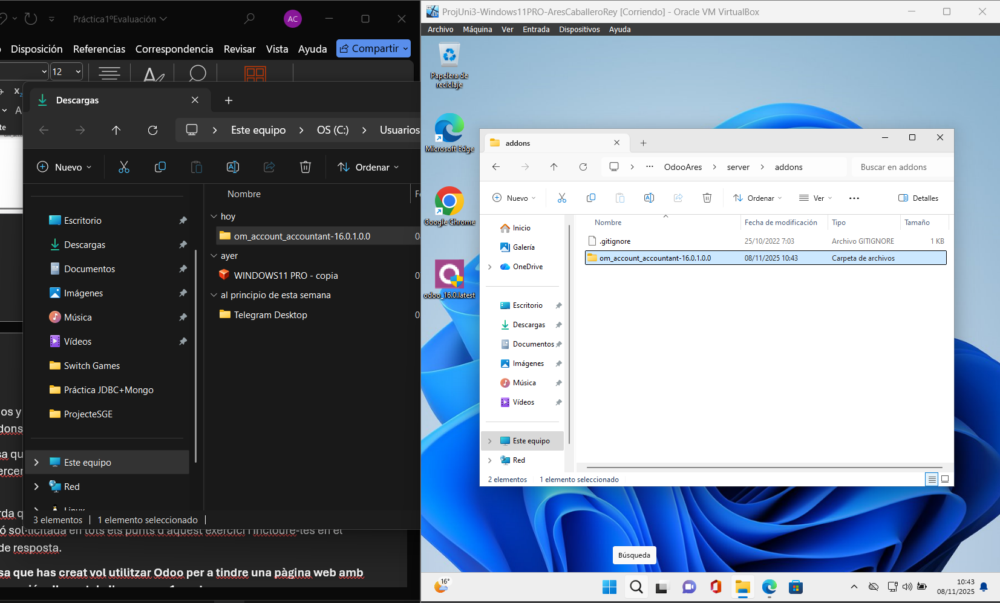 Práctica1ªEvaluación
AC
Disposición
Referencias
Correspondencia
Revisar
Vista
Ayuda
Compartir
12
Descargas
Este equipo
OS (C:)
Usuarios
Nuevo
Ordenar
Nombre
hoy
om_account_accountant-16.0.1.0.0
ayer
WINDOWS11 PRO - copia
al principio de esta semana
Telegram Desktop
Escritorio
Descargas
Documentos
Imágenes
Música
Vídeos
Switch Games
Práctica JDBC+Mongo
ProjecteSGE
Este equipo
Red
Linux
3 elementos
1 elemento seleccionado
os y
dons
sa qu
ercer
rda q
ó sol·licitada en tots els punts d'aquest exercici i incloure-les en el
de resposta.
sa que has creat vol utilitzar Odoo per a tindre una pàgina web amb
ProjUni3-Windows11PRO-AresCaballeroRey [Corriendo] - Oracle VM VirtualBox
Archivo
Máquina
Ver
Entrada
Dispositivos
Ayuda
Papelera de
reciclaje
Microsoft Edge
Google Chrome
odoo_16.0.latest
addons
OdooAres
server
addons
Buscar en addons
Nuevo
Ordenar
Ver
Detalles
Inicio
Galería
OneDrive
Escritorio
Descargas
Documentos
Imágenes
Música
Vídeos
Este equipo
Red
Nombre
Fecha de modificación
Tipo
Tamaño
.gitignore
25/10/2022 7:03
Archivo GITIGNORE
1 KB
om_account_accountant-16.0.1.0.0
08/11/2025 10:43
Carpeta de archivos
2 elementos
1 elemento seleccionado
Búsqueda
16°
10:43
08/11/2025